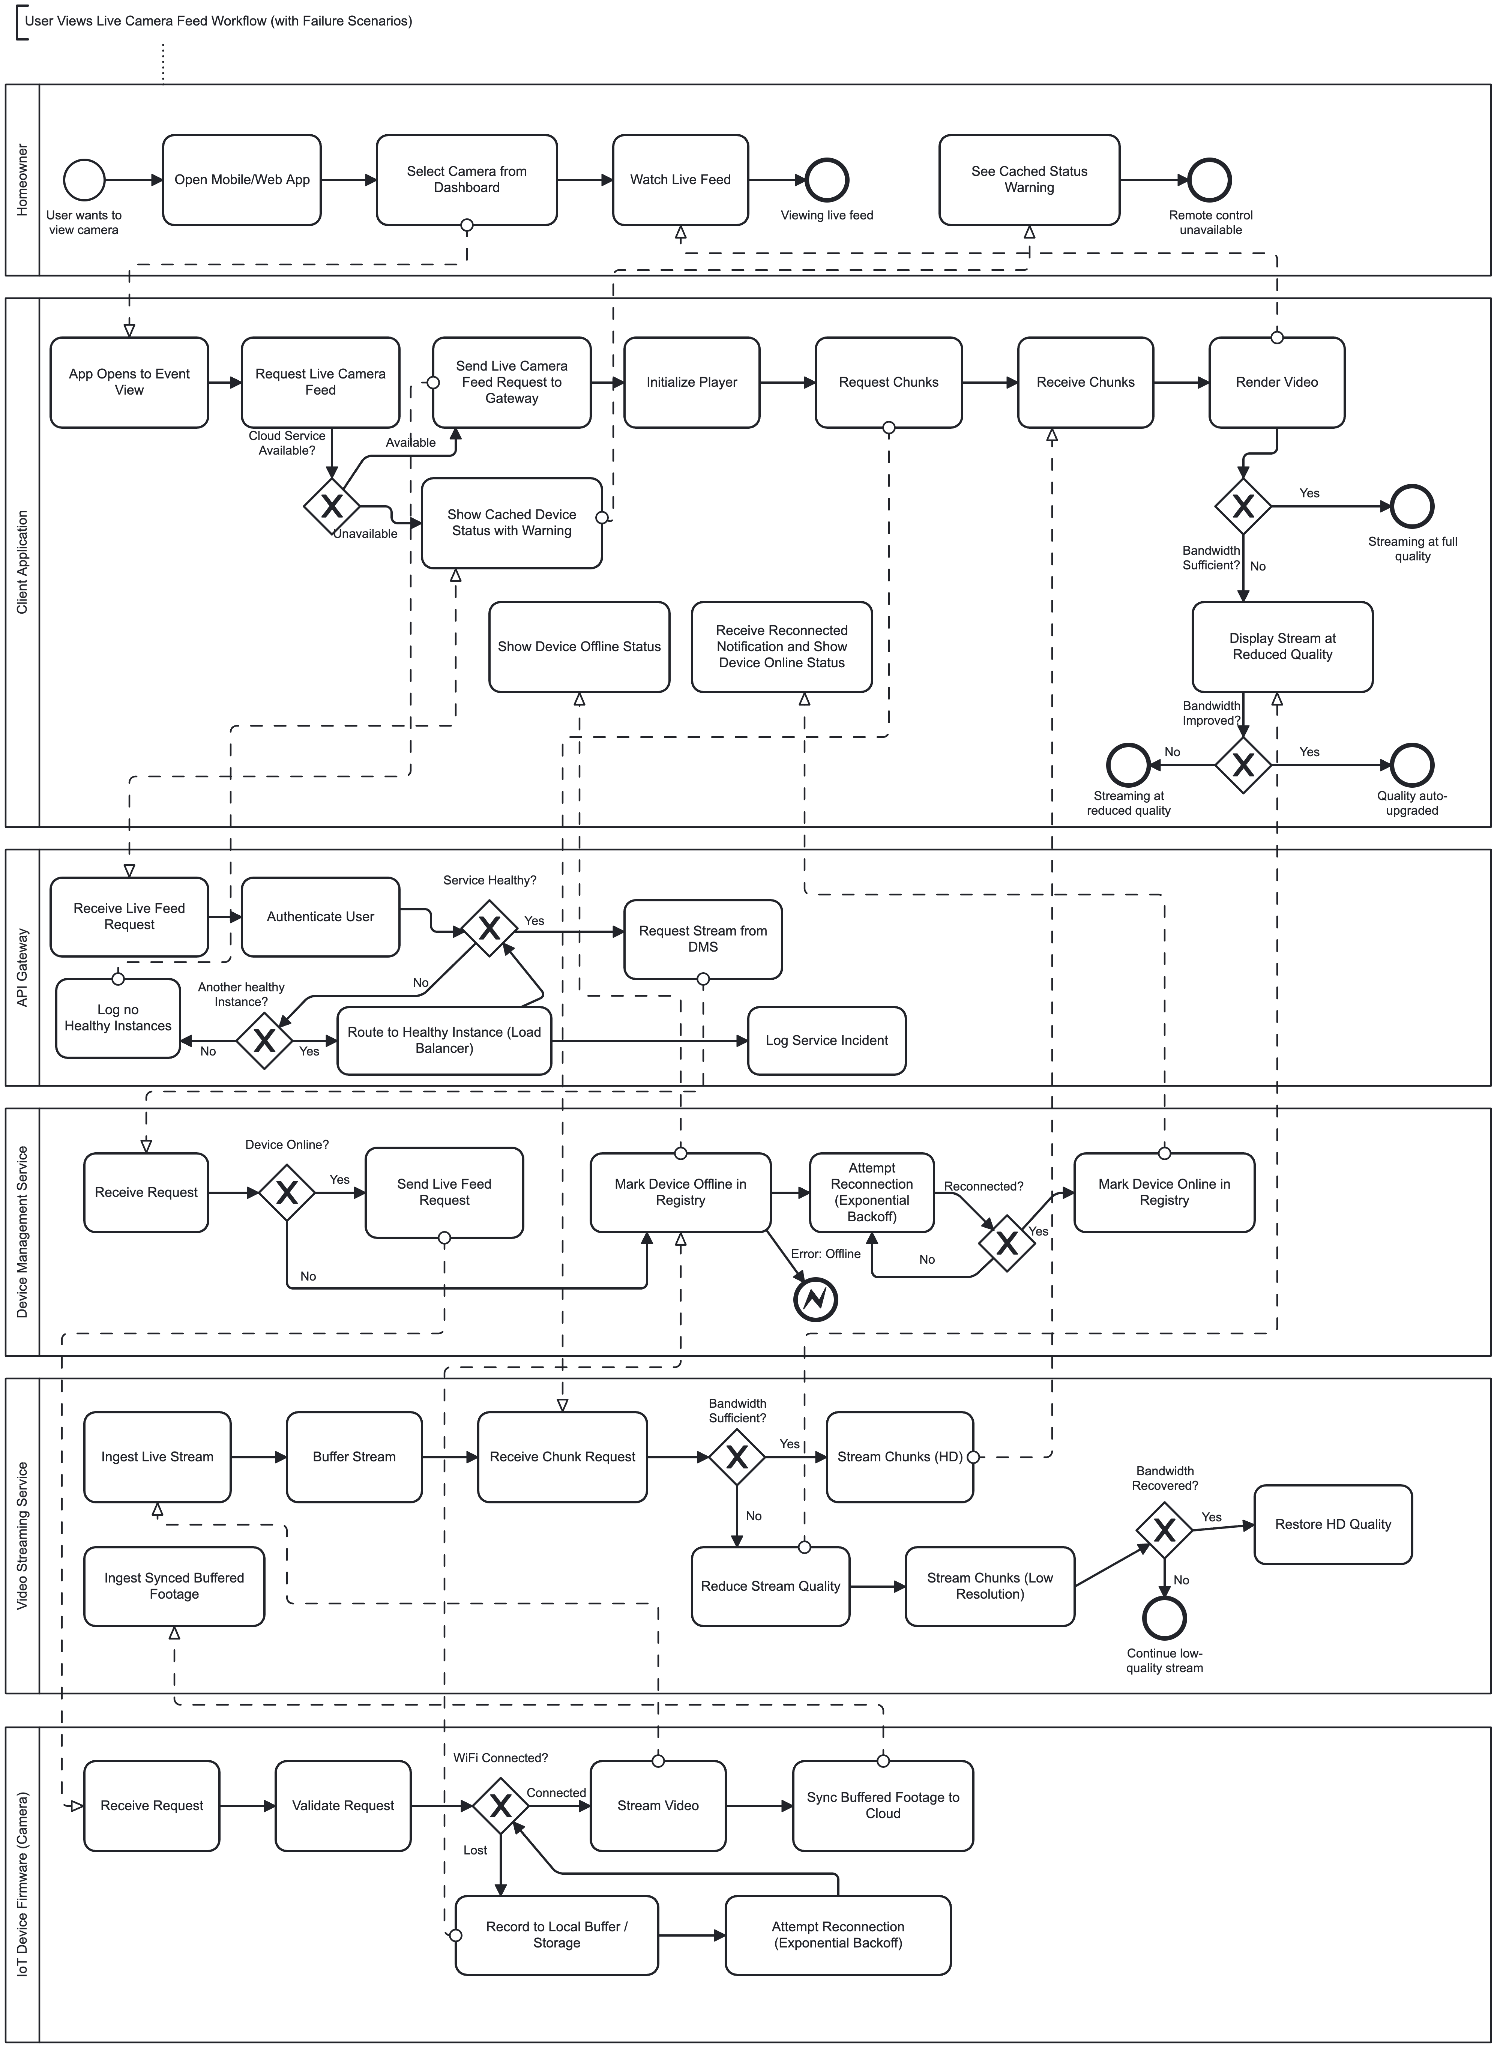 User Views Live Camera Feed Workflow (with Failure Scenarios)
Homeowner
User wants to
view camera
Open Mobile/Web App
Select Camera from
Dashboard
Watch Live Feed
Viewing live feed
See Cached Status
Warning
Remote control
unavailable
Client Application
App Opens to Event
View
Request Live Camera
Feed
Send Live Camera
Feed Request to
Gateway
Initialize Player
Request Chunks
Receive Chunks
Render Video
Cloud Service
Available?
Available
Unavailable
Show Cached Device
Status with Warning
Yes
Streaming at full
quality
Bandwidth
Sufficient?
No
Show Device Offline Status
Receive Reconnected
Notification and Show
Device Online Status
Display Stream at
Reduced Quality
Bandwidth
Improved?
No
Yes
Streaming at
reduced quality
Quality auto-
upgraded
API Gateway
Receive Live Feed
Request
Authenticate User
Service Healthy?
Yes
Request Stream from
DMS
No
Another healthy
Instance?
Log no
Healthy Instances
No
Yes
Route to Healthy Instance (Load
Balancer)
Log Service Incident
Device Management Service
Receive Request
Device Online?
Yes
Send Live Feed
Request
No
Mark Device Offline in
Registry
Error: Offline
Attempt
Reconnection
(Exponential
Backoff)
Reconnected?
Yes
No
Mark Device Online in
Registry
Video Streaming Service
Ingest Live Stream
Buffer Stream
Receive Chunk Request
Bandwidth
Sufficient?
Yes
Stream Chunks (HD)
No
Bandwidth
Recovered?
Yes
Restore HD Quality
Ingest Synced Buffered
Footage
Reduce Stream Quality
Stream Chunks (Low
Resolution)
No
Continue low-
quality stream
IoT Device Firmware (Camera)
Receive Request
Validate Request
WiFi Connected?
Connected
Stream Video
Sync Buffered Footage to
Cloud
Lost
Record to Local Buffer /
Storage
Attempt Reconnection
(Exponential Backoff)